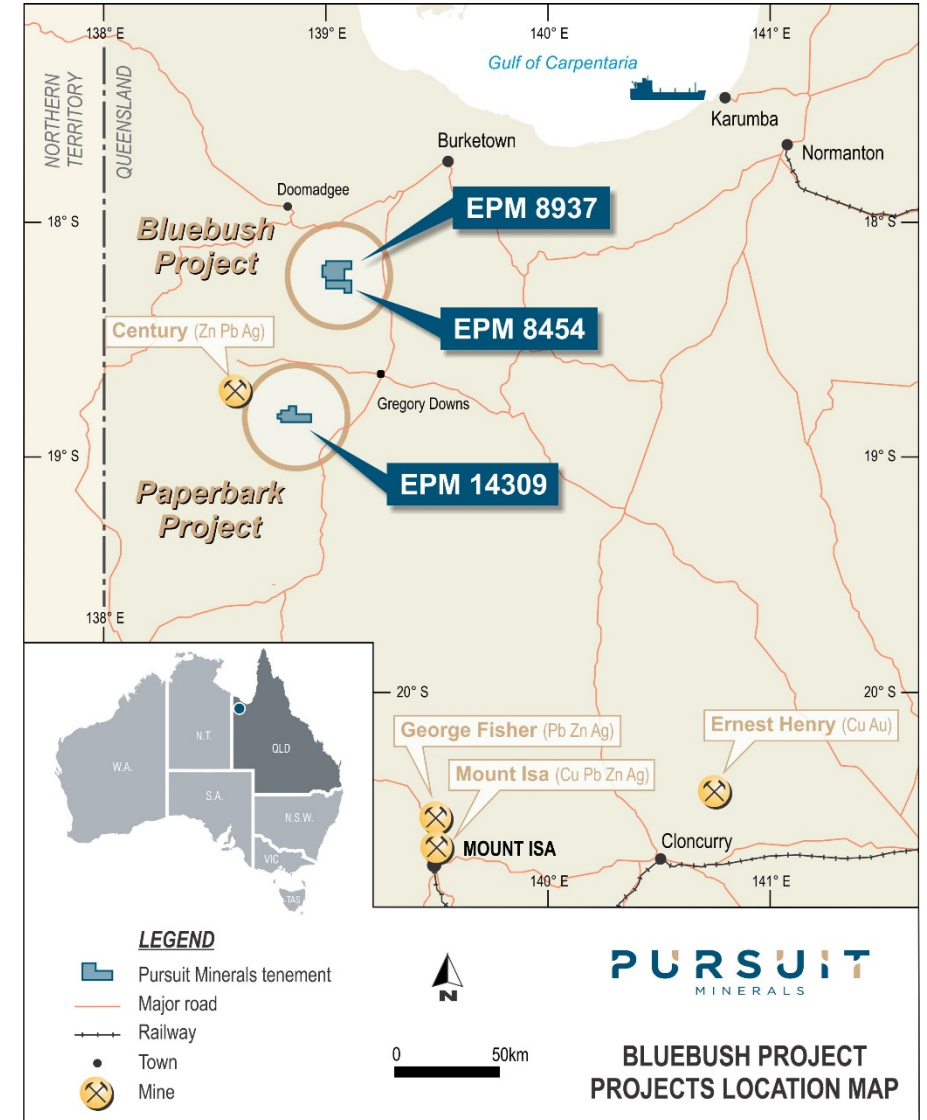 138° E
139° E
140° E
141° E
Gulf of Carpentaria
NORTHERN
TERRITORY
QUEENSLAND
Karumba
Burketown
Normanton
Doomadgee
EPM 8937
18° S
18° S
Bluebush
Project
EPM 8454
Century (Zn Pb Ag)
Gregory Downs
19° S
19° S
EPM 14309
Paperbark
Project
138° E
20° S
20° S
George Fisher (Pb Zn Ag)
Ernest Henry (Cu Au)
Mount Isa (Cu Pb Zn Ag)
MOUNT ISA
Cloncurry
140° E
141° E
W.A.
N.T.
QLD
S.A.
N.S.W.
VIC
TAS
LEGEND
Pursuit Minerals tenement
Major road
Railway
Town
Mine
N
0
50km
PURSUIT
MINERALS
BLUEBUSH PROJECT
PROJECTS LOCATION MAP